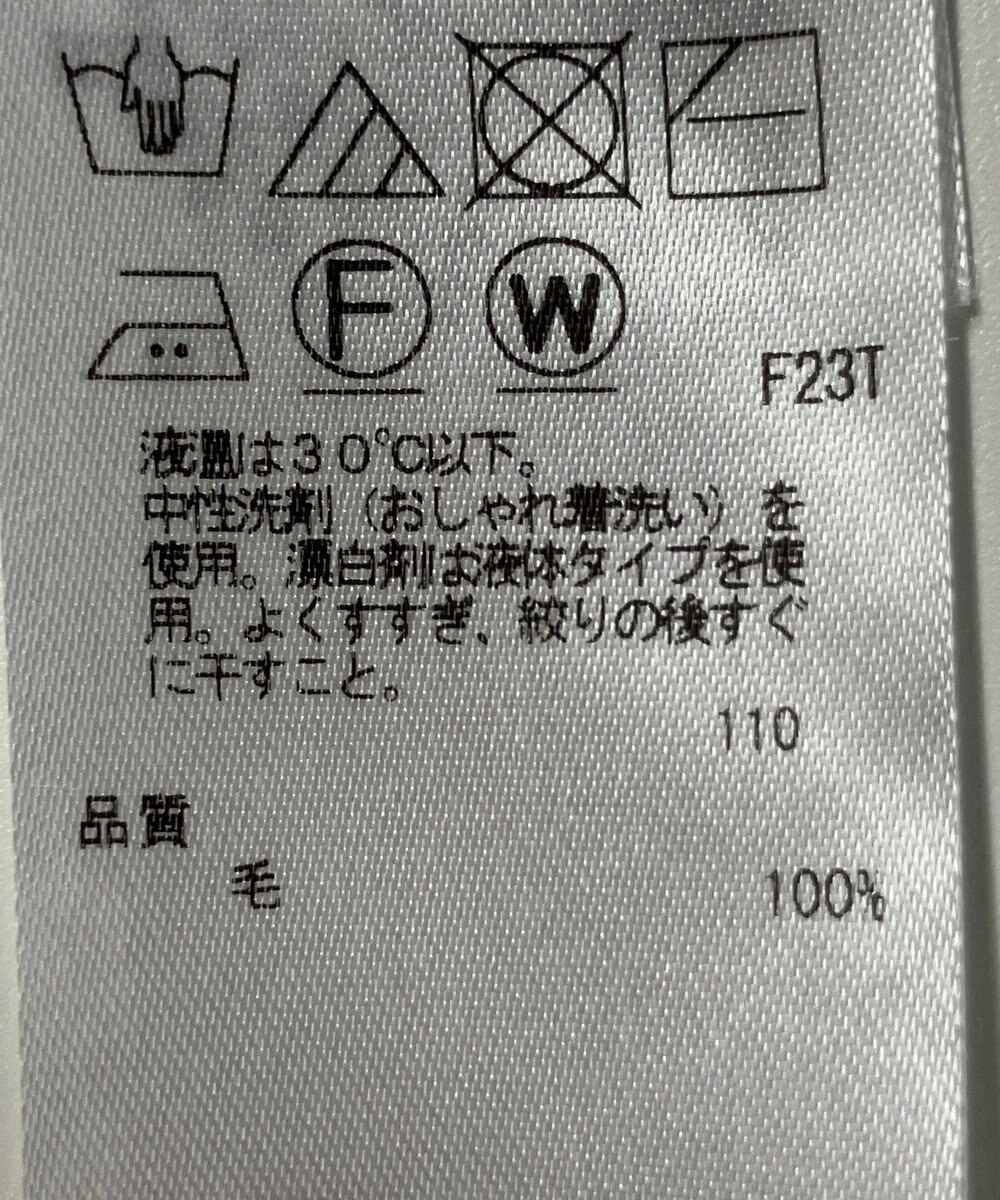 F
W
F23T
液温は30℃以下。
中性洗剤（おしゃれ着洗い）を
使用。漂白剤は液体タイプを使
用。よくすすぎ、絞りの後すぐ
に干すこと。
110
品質
毛 100%